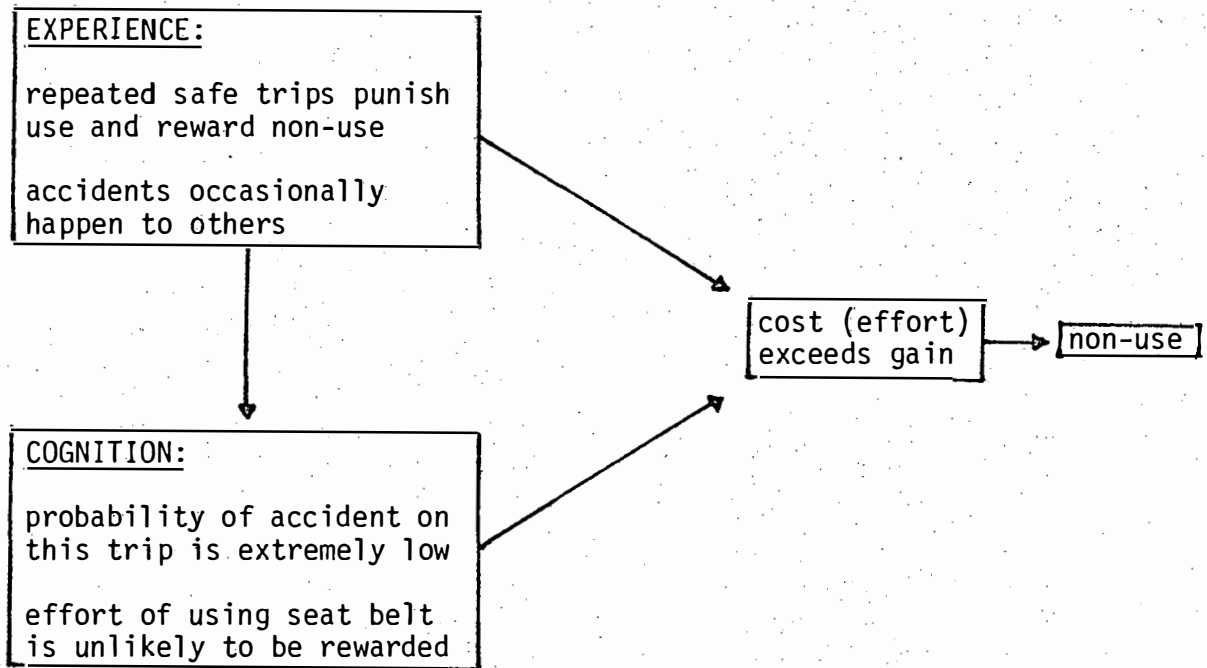 EXPERIENCE:
repeated safe trips punish
use and reward non-use
accidents occasionally
happen to others
cost (effort)
exceeds gain
non-use
COGNITION:
probability of accident on
this trip is extremely low
effort of using seat belt
is unlikely to be rewarded